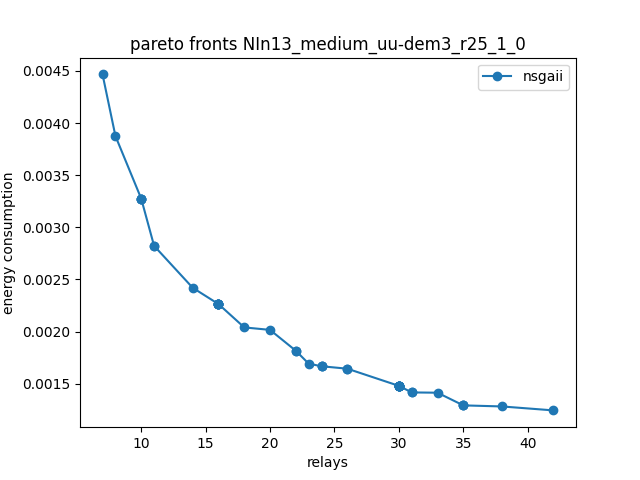 pareto fronts NIn13_medium_uu-dem3_r25_1_0
nsgaii
energy consumption
0.0045
0.0040
0.0035
0.0030
0.0025
0.0020
0.0015
10 15 20 25 30 35 40
relays